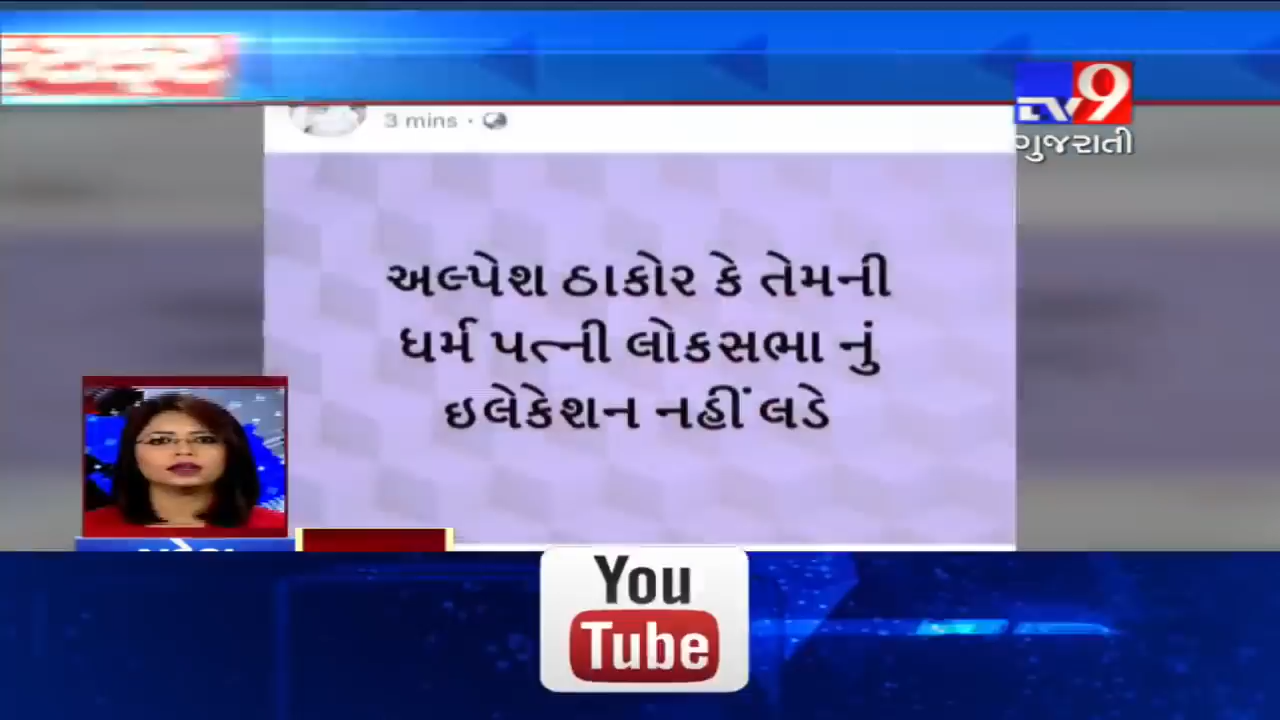 3 mins ·
TV9
ગુજરાતી
અલ્પેશ ઠાકોર કે તેમની
ધર્મ પત્ની લોકસભા નું
ઇલેકેશન નહીં લડે
You
Tube